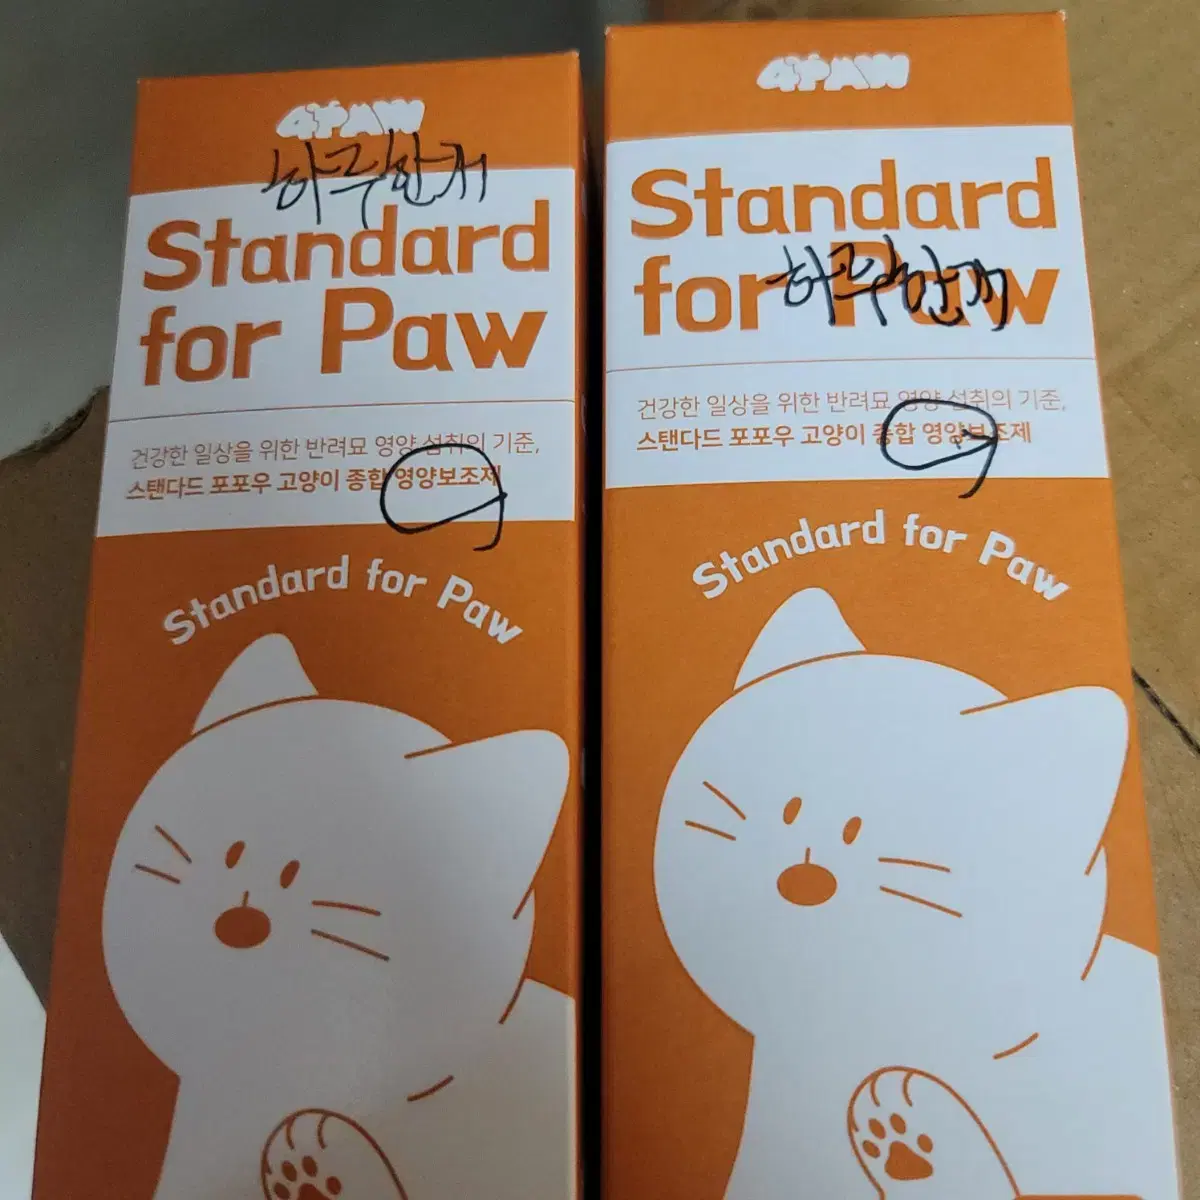 4PAW
하루한개
Standard
for Paw
건강한 일상을 위한 반려묘 영양 섭취의 기준,
스탠다드 포포우 고양이 종합 영양보조제
Standard for Paw
4PAW
Standard
for Paw
하루한개
건강한 일상을 위한 반려묘 영양 섭취의 기준,
스탠다드 포포우 고양이 종합 영양보조제
Standard for Paw